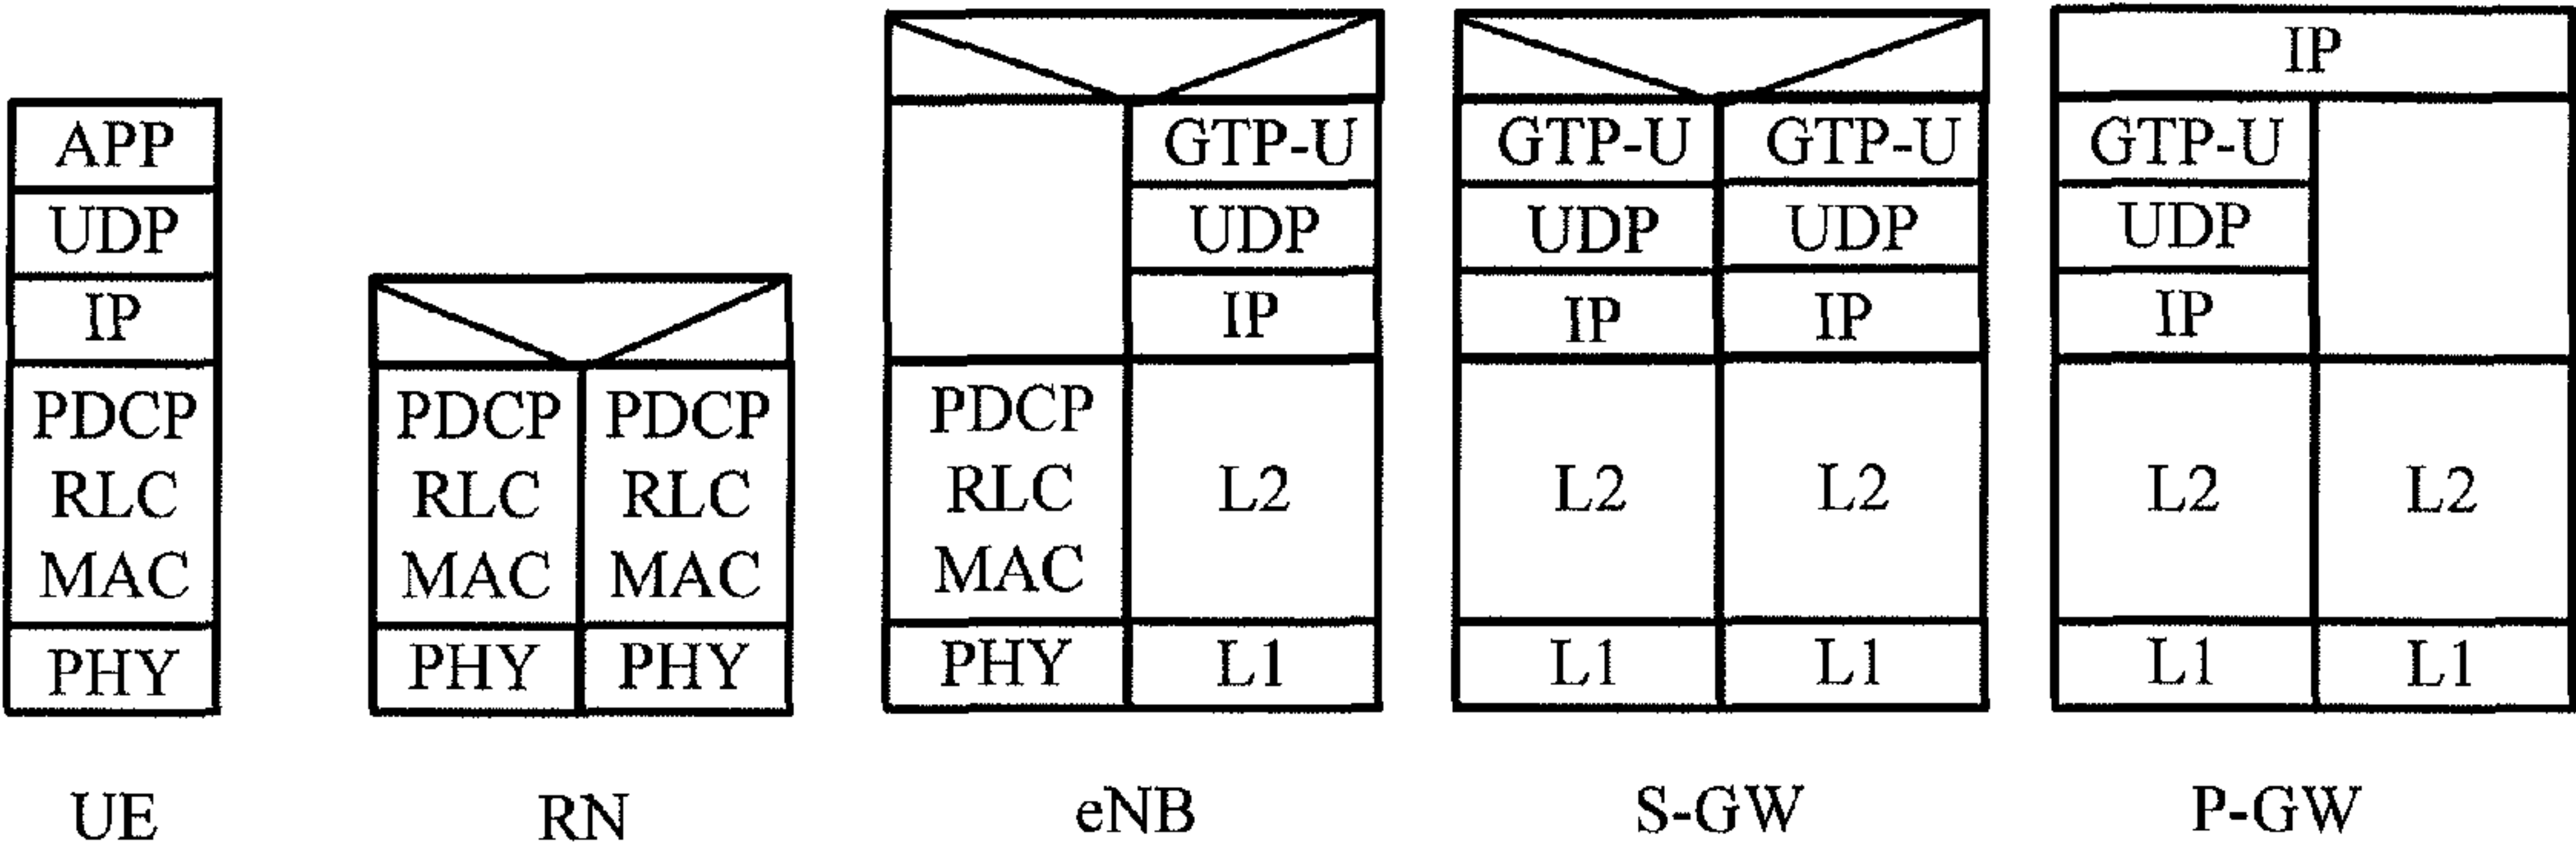 APP
UDP
IP
PDCP
RLC
MAC
PHY
UE
PDCP PDCP
RLC RLC
MAC MAC
PHY PHY
RN
GTP-U
UDP
IP
PDCP
RLC L2
MAC
PHY L1
eNB
GTP-U GTP-U
UDP UDP
IP IP
L2 L2
L1 L1
S-GW
IP
GTP-U
UDP
IP
L2 L2
L1 L1
P-GW